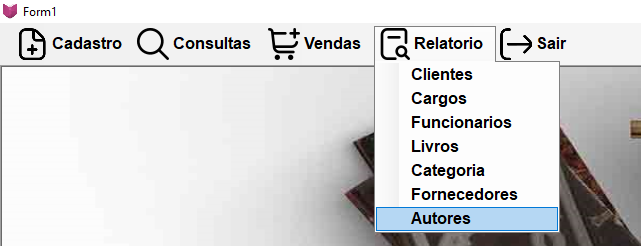 Form1
Cadastro Consultas Vendas Relatorio Sair
Clientes
Cargos
Funcionarios
Livros
Categoria
Fornecedores
Autores